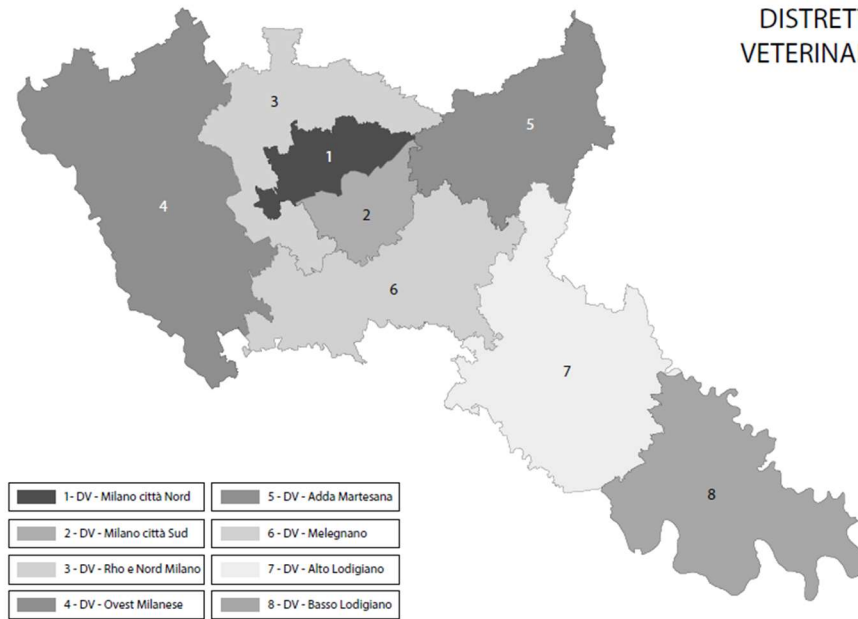 DISTRETT
VETERINA
3
5
1
4
2
6
7
8
1- DV - Milano città Nord
2 - DV - Milano città Sud
3 - DV - Rho e Nord Milano
4 - DV - Ovest Milanese
5 - DV - Adda Martesana
6 - DV - Melegnano
7 - DV - Alto Lodigiano
8 - DV - Basso Lodigiano